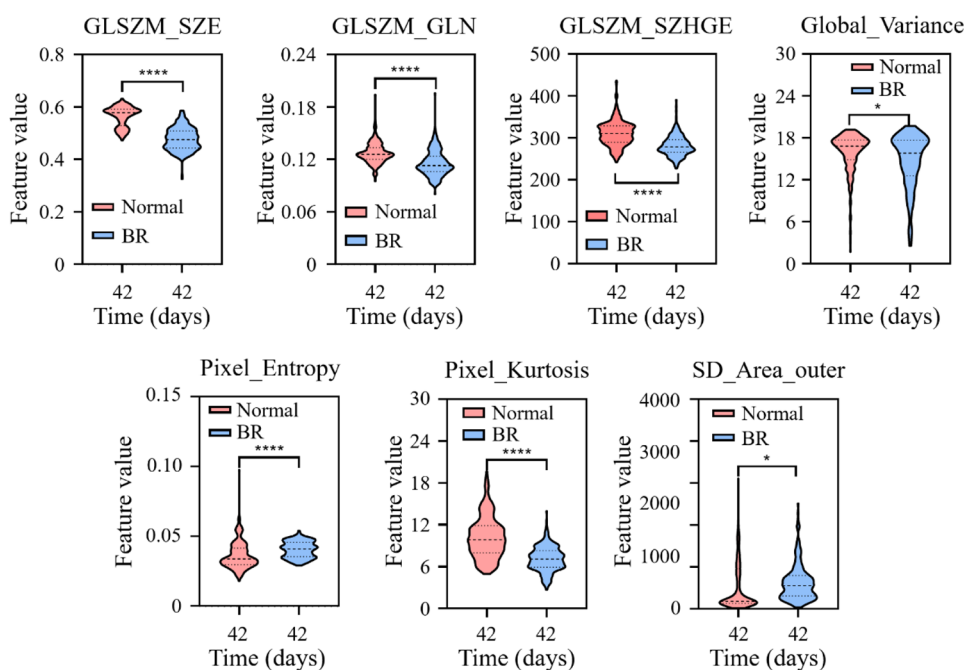 GLSZM_SZE
GLSZM_GLN
GLSZM_SZHGE
Global_Variance
Feature value
0.8
0.6
0.4
0.2
0
****
Normal
BR
42
42
Time (days)
Feature value
0.24
0.18
0.12
0.06
0
****
Normal
BR
42
42
Time (days)
Feature value
500
400
300
200
100
0
****
Normal
BR
42
42
Time (days)
Feature value
30
24
18
12
6
0
Normal
BR
*
42
42
Time (days)
Pixel_Entropy
Pixel_Kurtosis
SD_Area_outer
Feature value
0.15
0.10
0.05
0
Normal
BR
****
42
42
Time (days)
Feature value
30
24
18
12
6
0
Normal
BR
****
42
42
Time (days)
Feature value
4000
3000
2000
1000
0
Normal
BR
*
42
42
Time (days)